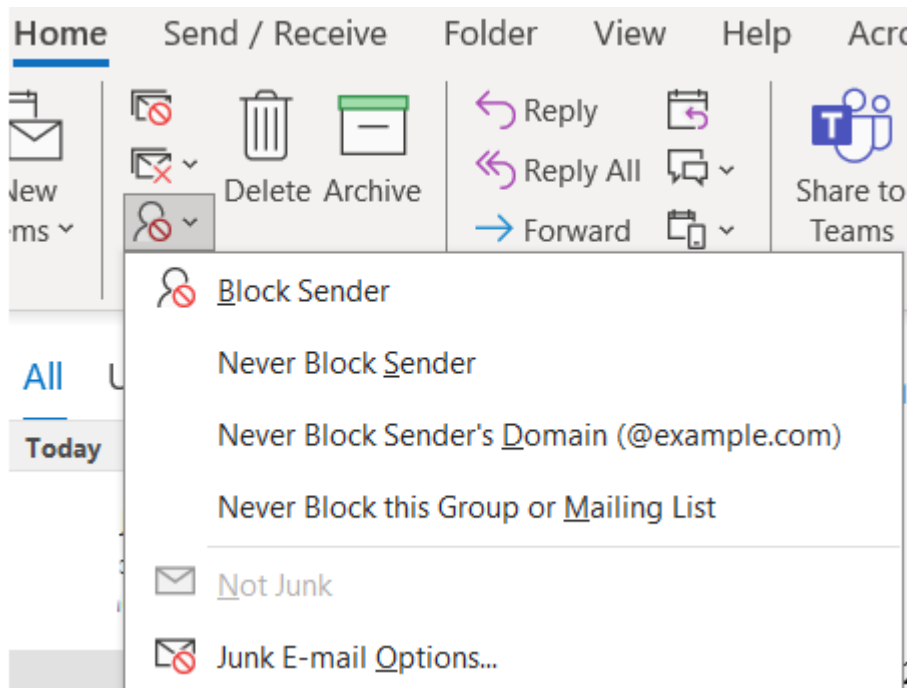 Home Send / Receive Folder View Help
Reply
Reply All
Delete Archive
Share to
Forward
Teams
Block Sender
Never Block Sender
All
Never Block Sender's Domain (@example.com)
Today
Never Block this Group or Mailing List
Not Junk
Junk E-mail Options...